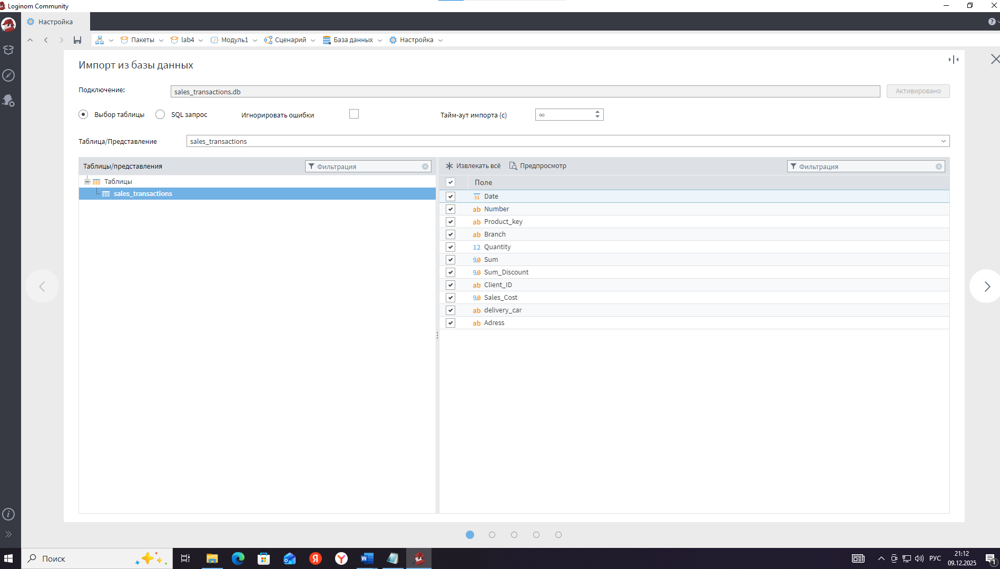 Loginom Community
Настройка
Пакеты
lab4
Модуль1
Сценарий
База данных
Настройка
Импорт из базы данных
Подключение:
sales_transactions.db
Активировано
Выбор таблицы
SQL запрос
Игнорировать ошибки
Тайм-аут импорта (с)
∞
Таблица/Представление
sales_transactions
Таблицы/представления
Фильтрация
Таблицы
sales_transactions
Извлекать всё
Предпросмотр
Фильтрация
Поле
31 Date
ab Number
ab Product_key
ab Branch
12 Quantity
9.0 Sum
9.0 Sum_Discount
ab Client_ID
9.0 Sales_Cost
ab delivery_car
ab Adress
Поиск
РУС
21:12
09.12.2025
1